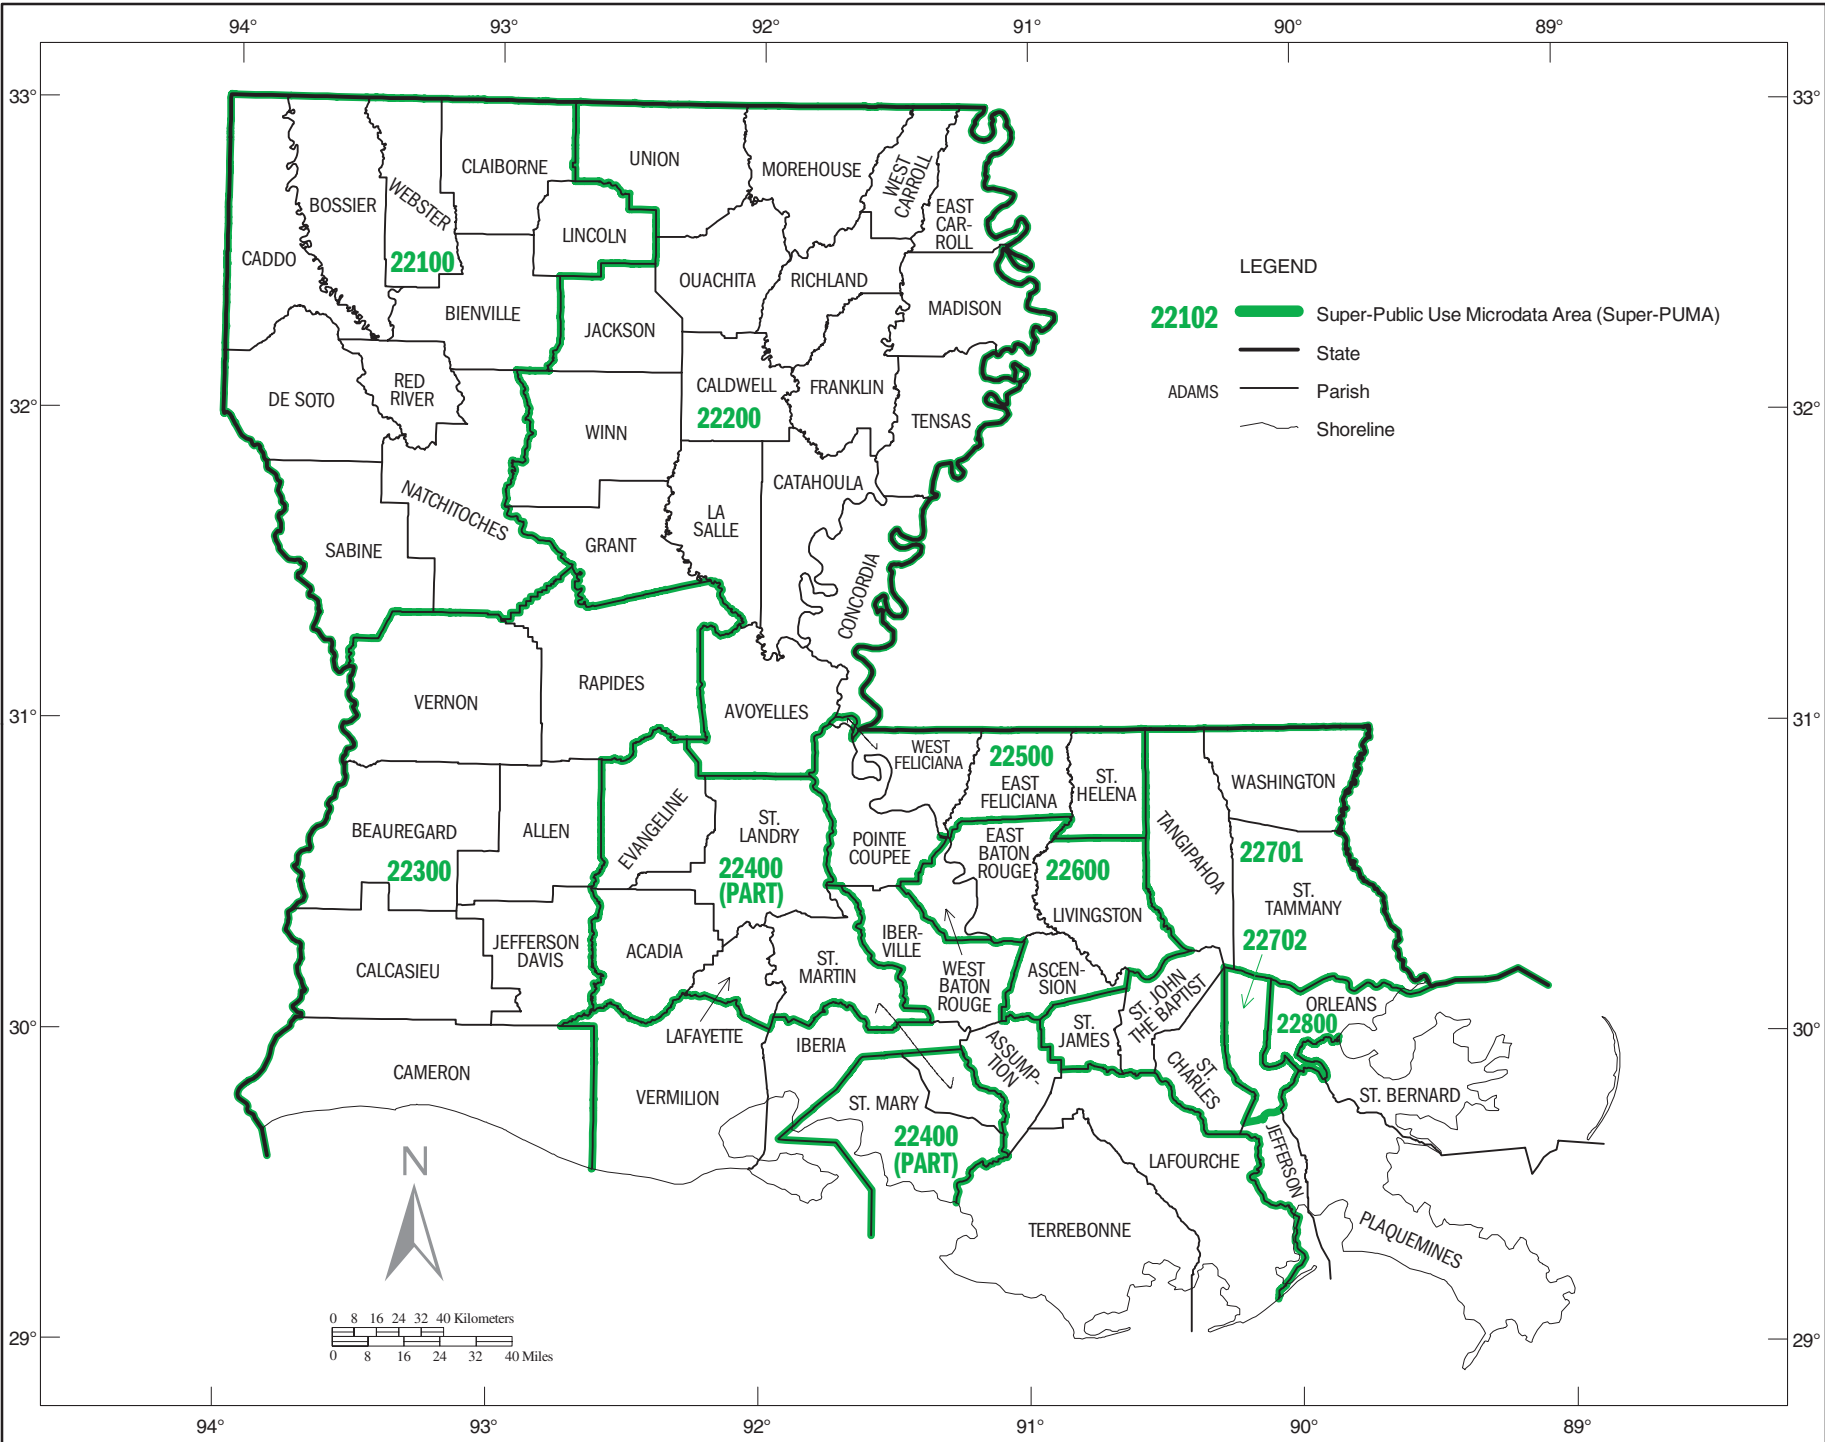 94°
93°
92°
91°
90°
89°
33°
33°
CLAIBORNE
UNION
MOREHOUSE
WEST
CARROLL
BOSSIER
WEBSTER
EAST
CAR-
ROLL
LINCOLN
CADDO
22100
OUACHITA
RICHLAND
LEGEND
BIENVILLE
JACKSON
MADISON
22102
Super-Public Use Microdata Area (Super-PUMA)
State
DE SOTO
RED
RIVER
CALDWELL
FRANKLIN
ADAMS
Parish
32°
32°
22200
WINN
TENSAS
Shoreline
NATCHITOCHES
CATAHOULA
LA
SALLE
SABINE
GRANT
CONCORDIA
VERNON
RAPIDES
AVOYELLES
31°
31°
WEST
FELICIANA
22500
EAST
FELICIANA
ST.
HELENA
WASHINGTON
BEAUREGARD
ALLEN
EVANGELINE
ST.
LANDRY
POINTE
COUPEE
EAST
BATON
ROUGE
TANGIPAHOA
22701
22300
22400
(PART)
22600
ST.
TAMMANY
LIVINGSTON
22702
JEFFERSON
DAVIS
ACADIA
IBER-
VILLE
CALCASIEU
ST.
MARTIN
WEST
BATON
ROUGE
ASCEN-
SION
ST. JOHN
THE BAPTIST
ORLEANS
30°
30°
22800
LAFAYETTE
IBERIA
ST.
JAMES
ASSUMP-
TION
ST.
CHARLES
CAMERON
VERMILION
ST. MARY
ST. BERNARD
22400
(PART)
JEFFERSON
LAFOURCHE
N
TERREBONNE
PLAQUEMINES
0 8 16 24 32 40 Kilometers
0 8 16 24 32 40 Miles
29°
29°
94°
93°
92°
91°
90°
89°